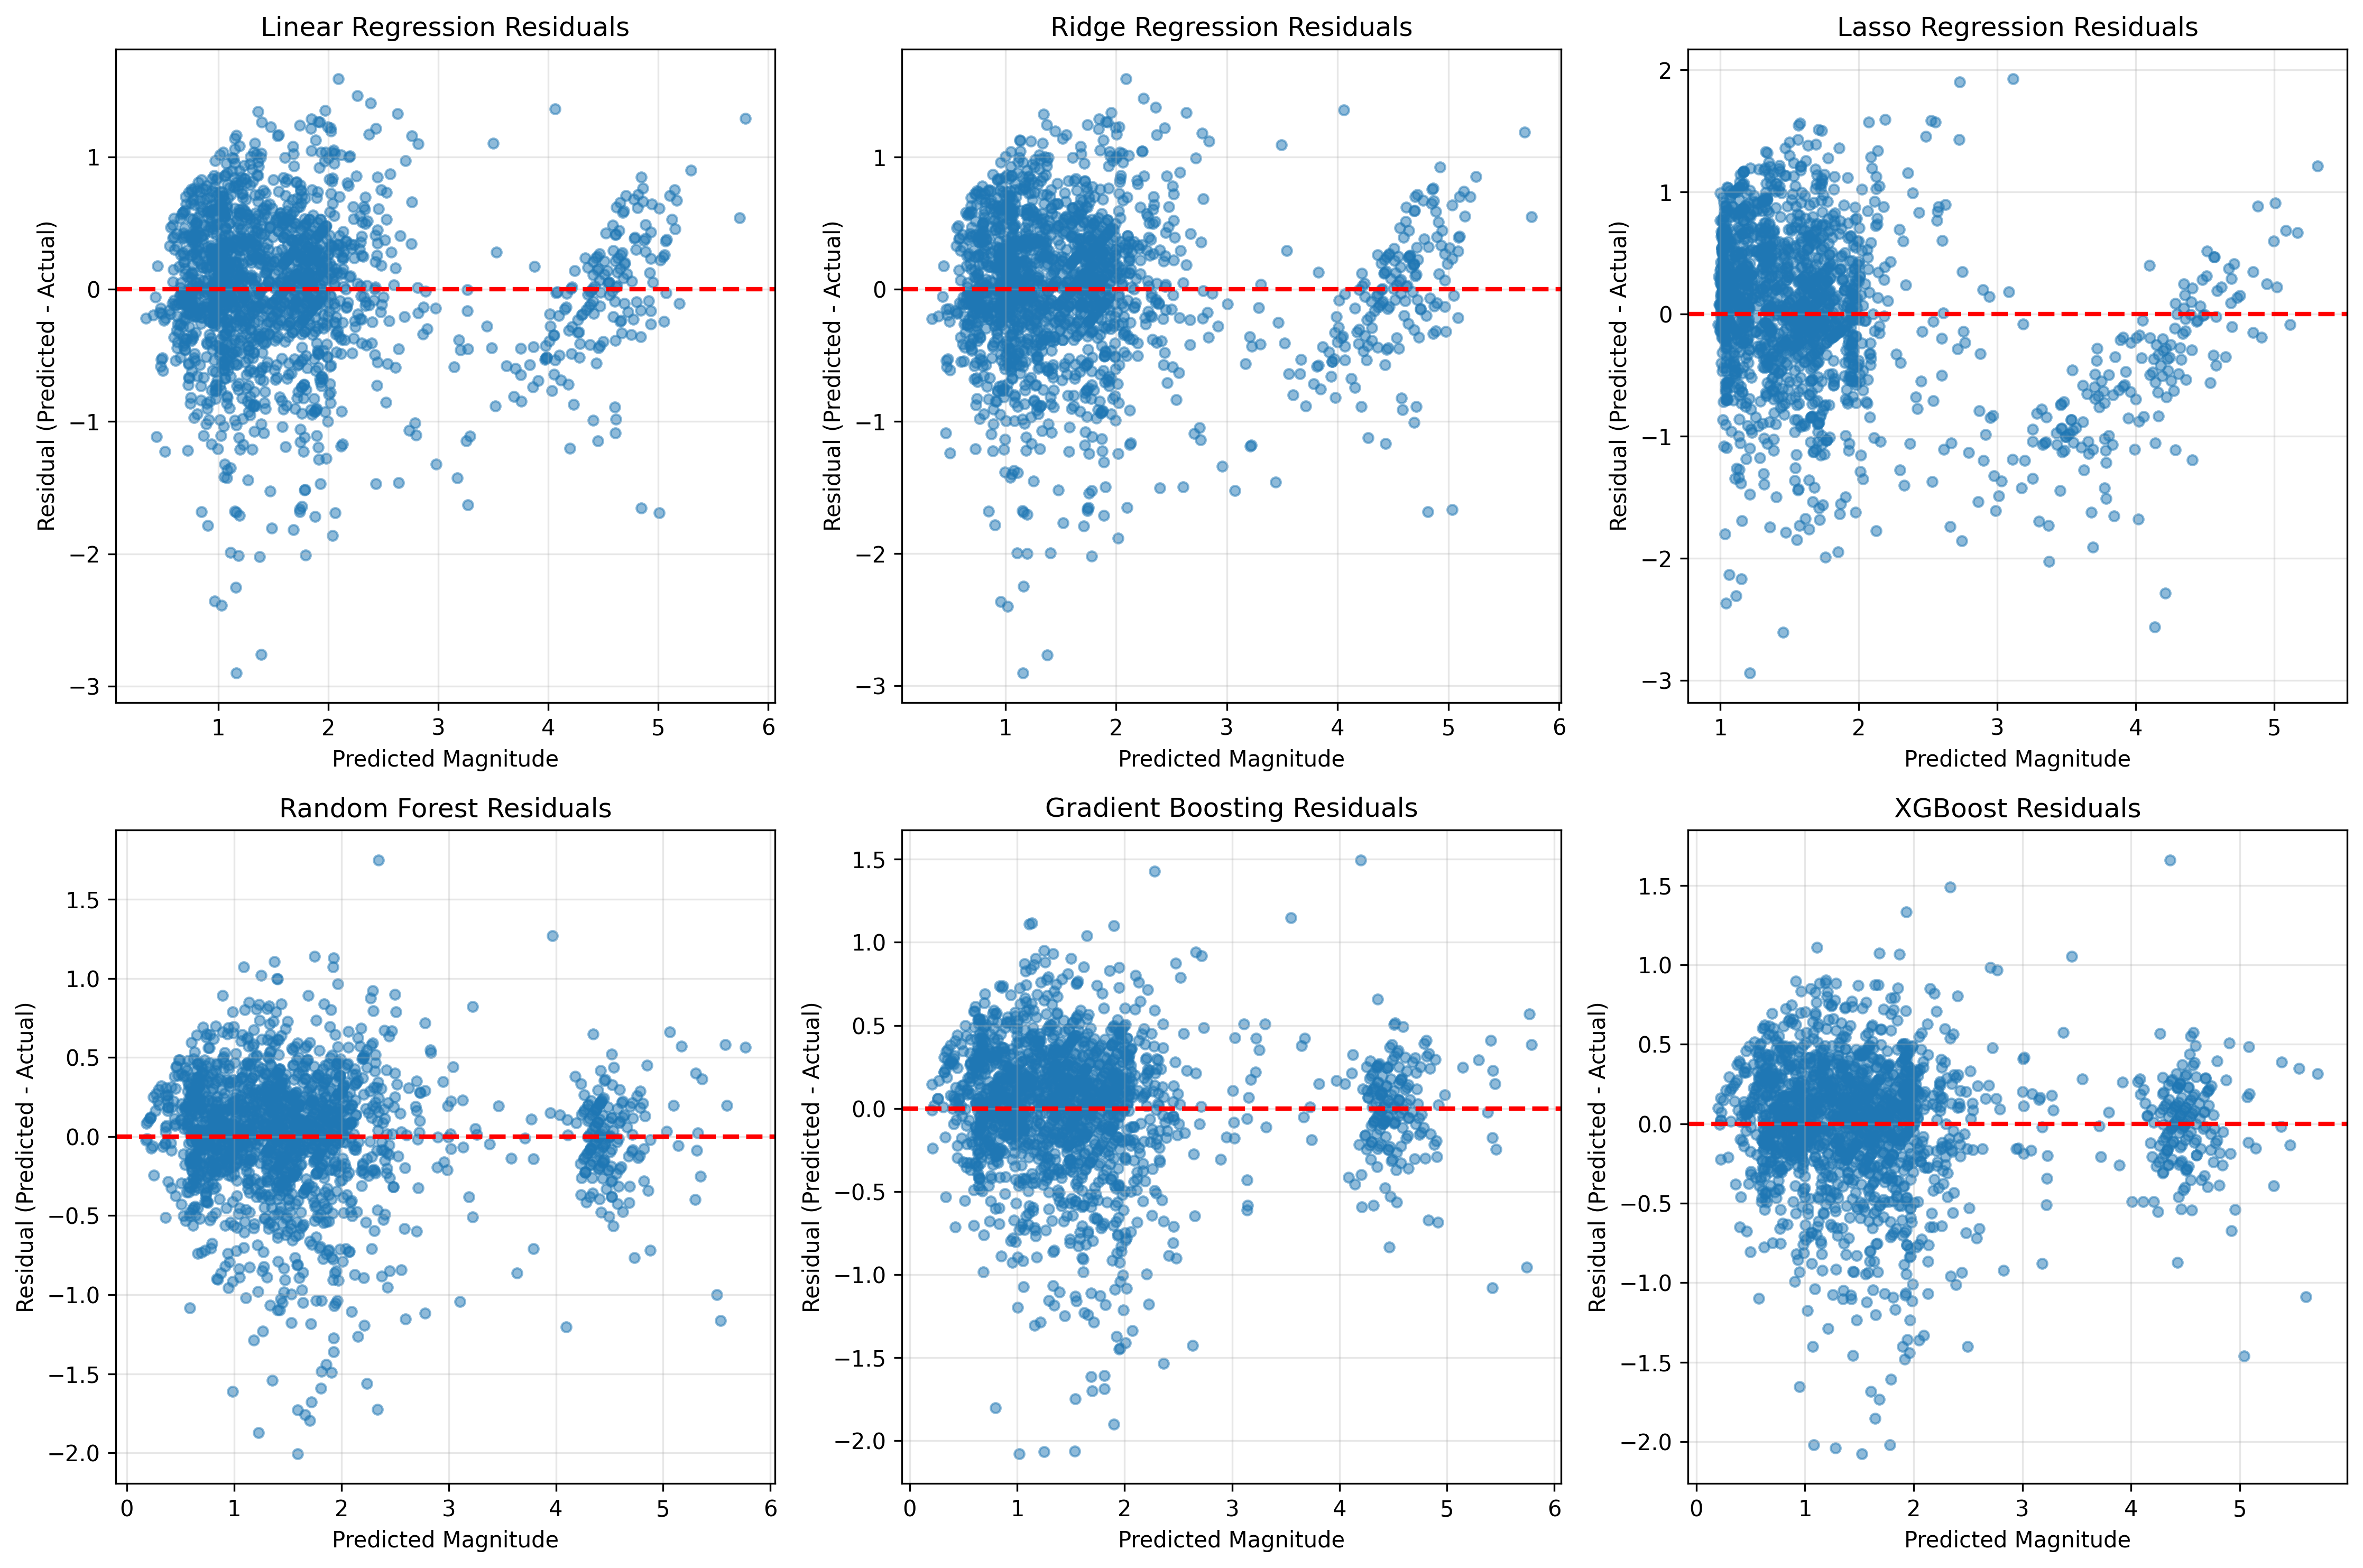 Linear Regression Residuals
Residual (Predicted - Actual)
1
0
−1
−2
−3
1 2 3 4 5 6
Predicted Magnitude
Ridge Regression Residuals
Residual (Predicted - Actual)
1
0
−1
−2
−3
1 2 3 4 5 6
Predicted Magnitude
Lasso Regression Residuals
Residual (Predicted - Actual)
2
1
0
−1
−2
−3
1 2 3 4 5
Predicted Magnitude
Random Forest Residuals
Residual (Predicted - Actual)
1.5
1.0
0.5
0.0
−0.5
−1.0
−1.5
−2.0
0 1 2 3 4 5 6
Predicted Magnitude
Gradient Boosting Residuals
Residual (Predicted - Actual)
1.5
1.0
0.5
0.0
−0.5
−1.0
−1.5
−2.0
0 1 2 3 4 5 6
Predicted Magnitude
XGBoost Residuals
Residual (Predicted - Actual)
1.5
1.0
0.5
0.0
−0.5
−1.0
−1.5
−2.0
0 1 2 3 4 5
Predicted Magnitude